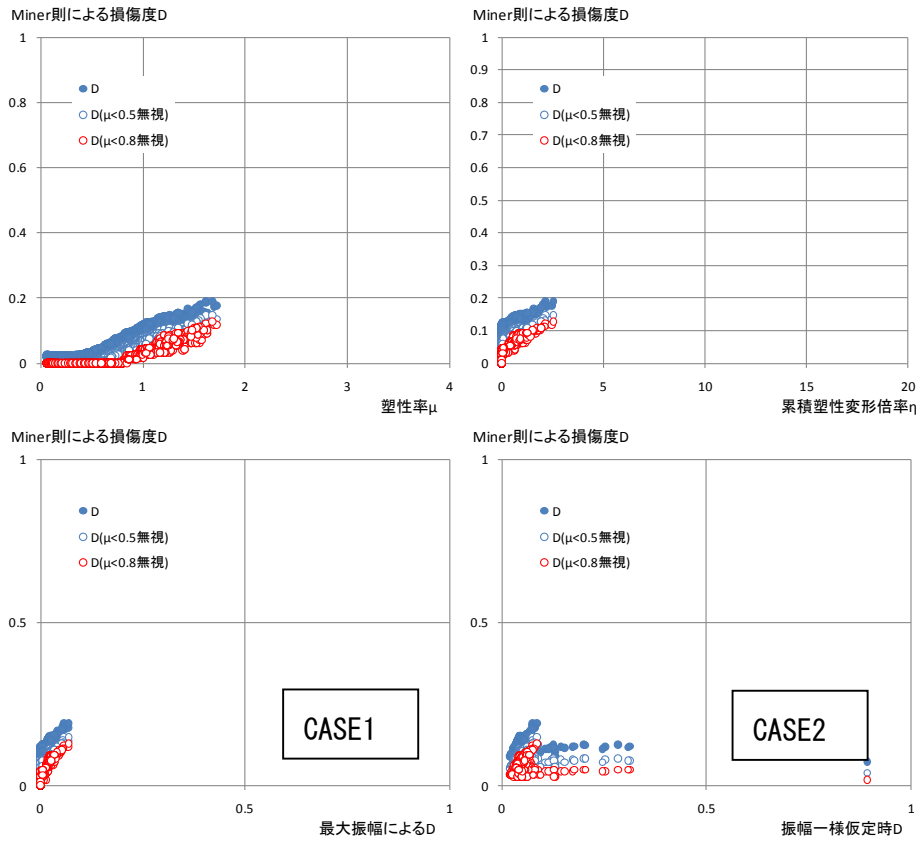 Miner則による損傷度D
1
0.8
0.6
0.4
0.2
0
0
1
2
3
4
D
D(μ<0.5無視)
D(μ<0.8無視)
塑性率μ
Miner則による損傷度D
1
0.9
0.8
0.7
0.6
0.5
0.4
0.3
0.2
0.1
0
0
5
10
15
20
D
D(μ<0.5無視)
D(μ<0.8無視)
累積塑性変形倍率η
Miner則による損傷度D
1
0.5
0
0
0.5
1
D
D(μ<0.5無視)
D(μ<0.8無視)
CASE1
最大振幅によるD
Miner則による損傷度D
1
0.5
0
0
0.5
1
D
D(μ<0.5無視)
D(μ<0.8無視)
CASE2
振幅一様仮定時D